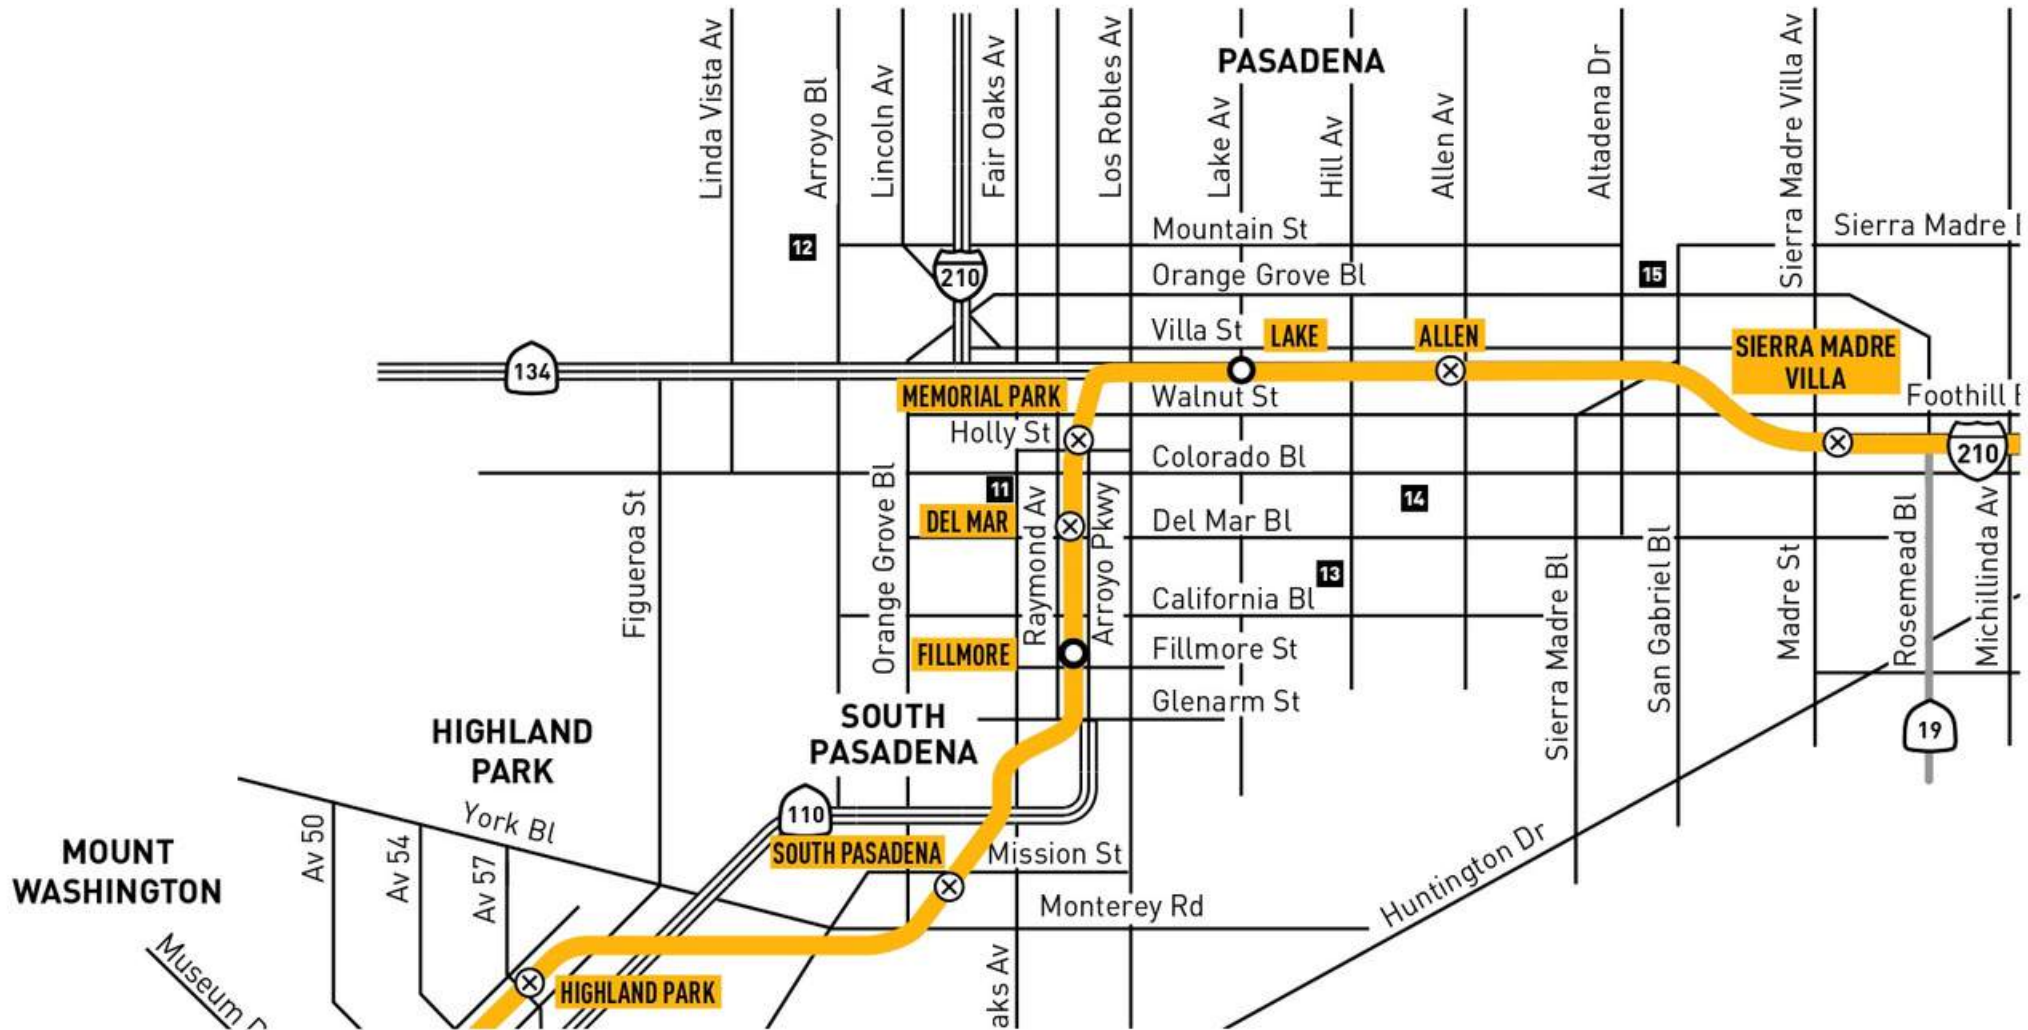 Linda Vista Av
Arroyo Bl
Lincoln Av
Fair Oaks Av
Los Robles Av
PASADENA
Lake Av
Hill Av
Allen Av
Altadena Dr
Sierra Madre Villa Av
Mountain St
Sierra Madre
12
210
Orange Grove Bl
15
Villa St
LAKE
ALLEN
SIERRA MADRE
VILLA
134
MEMORIAL PARK
Walnut St
Foothill
Holly St
Colorado Bl
210
11
14
DEL MAR
Del Mar Bl
Figueroa St
Orange Grove Bl
Raymond Av
Arroyo Pkwy
13
California Bl
Sierra Madre Bl
San Gabriel Bl
Madre St
Rosemead Bl
Michillinda Av
FILLMORE
Fillmore St
Glenarm St
HIGHLAND
PARK
SOUTH
PASADENA
19
110
York Bl
Av 50
Av 54
Av 57
MOUNT
WASHINGTON
SOUTH PASADENA
Mission St
Monterey Rd
Huntington Dr
Museum
aks Av
HIGHLAND PARK